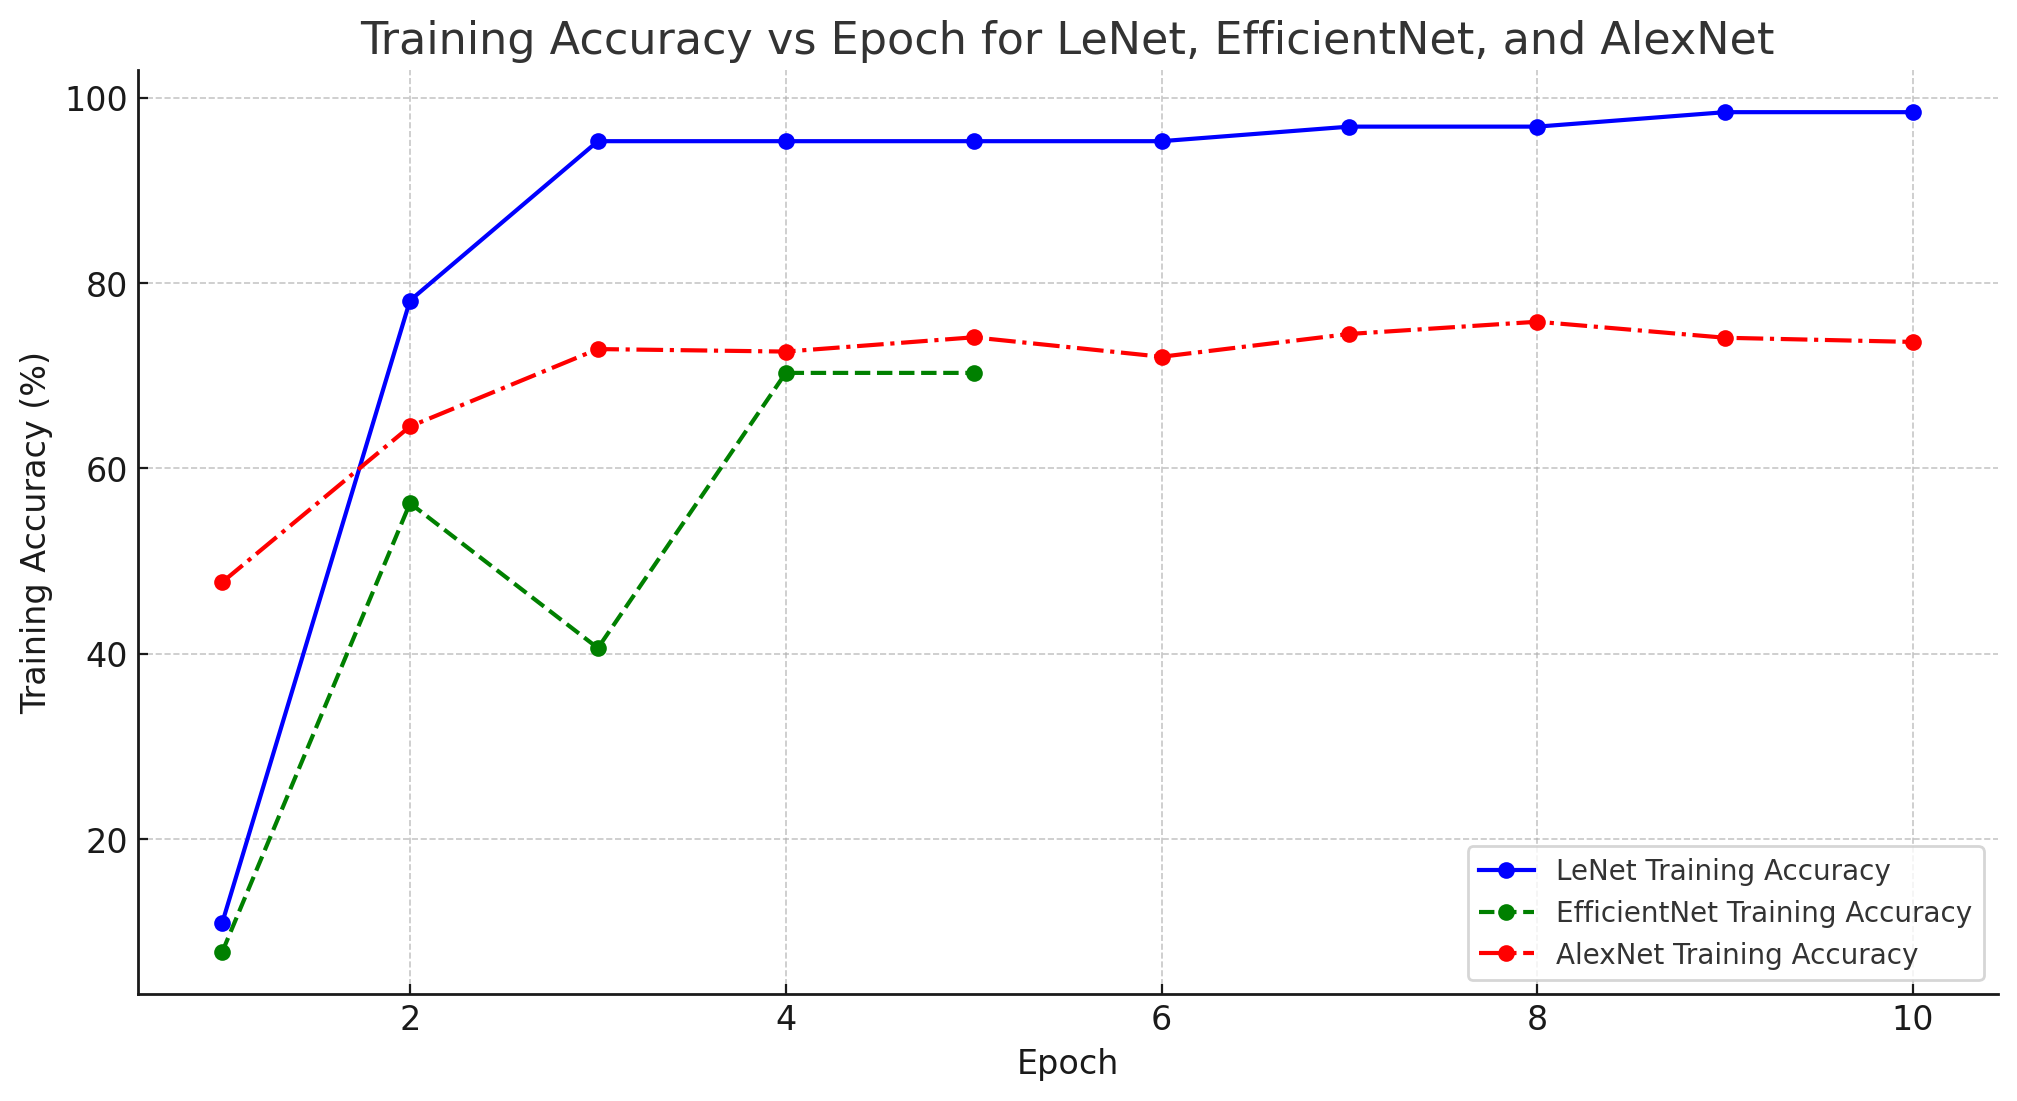 Training Accuracy vs Epoch for LeNet, EfficientNet, and AlexNet
Training Accuracy (%)
100
80
60
40
20
2
4
6
8
10
Epoch
LeNet Training Accuracy
EfficientNet Training Accuracy
AlexNet Training Accuracy